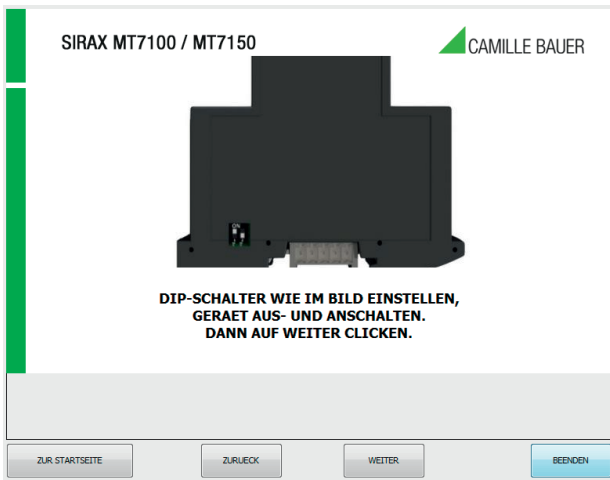 SIRAX MT7100 / MT7150
CAMILLE BAUER
ON
DIP-SCHALTER WIE IM BILD EINSTELLEN,
GERAET AUS- UND ANSCHALTEN.
DANN AUF WEITER CLICKEN.
ZUR STARTSEITE
ZURUECK
WEITER
BEENDEN